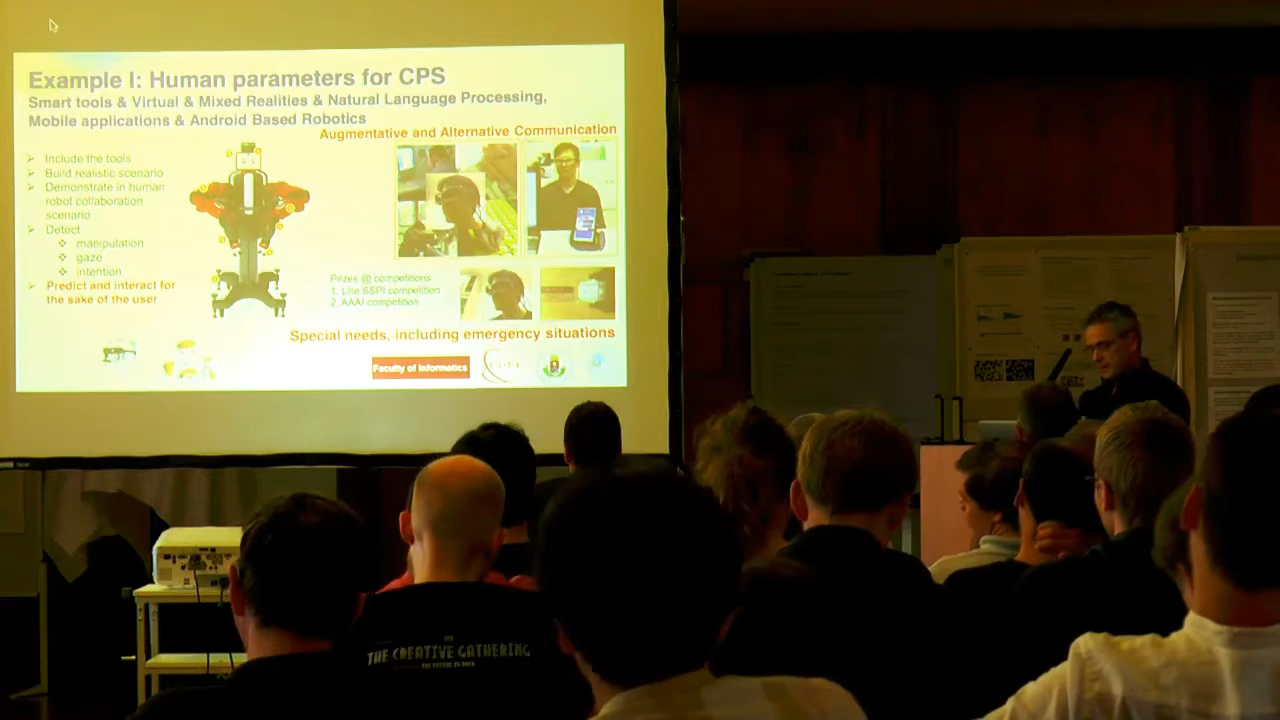 Example I: Human parameters for CPS
Smart tools & Virtual & Mixed Realities & Natural Language Processing,
Mobile applications & Android Based Robotics
Augmentative and Alternative Communication
Include the tools
Build realistic scenario
Demonstrate in human
robot collaboration
scenario
Detect
manipulation
gaze
intention
Predict and interact for
the sake of the user
Prizes @ competitions
1. Lille SSPI competition
2. AAAI competition
Special needs, including emergency situations
Faculty of Informatics
THE CREATIVE GATHERING